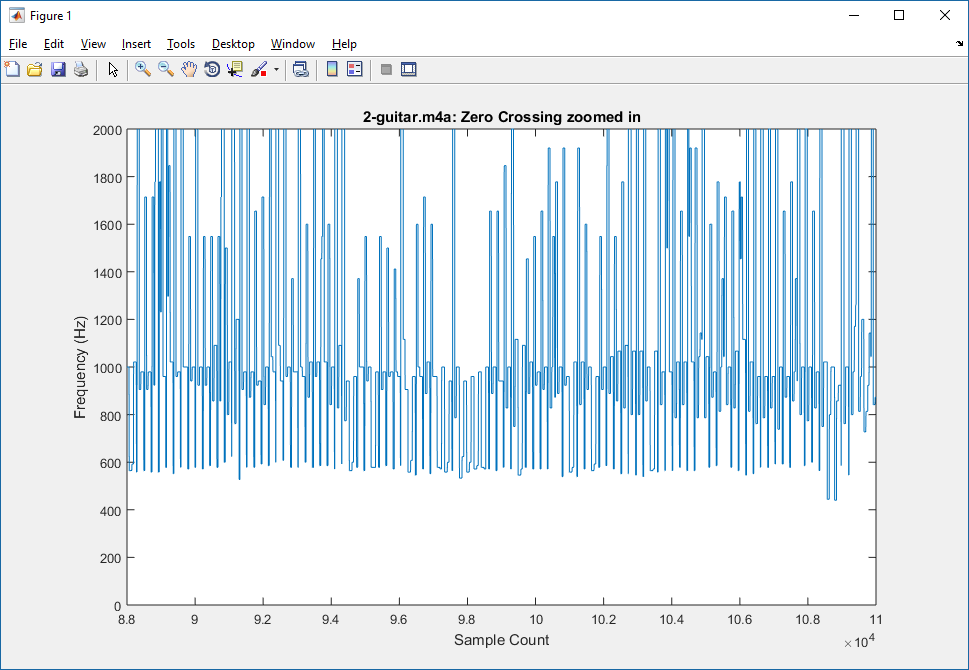 Figure 1
File Edit View Insert Tools Desktop Window Help
2-guitar.m4a: Zero Crossing zoomed in
2000
1800
1600
1400
1200
1000
800
600
400
200
0
Frequency (Hz)
8.8 9 9.2 9.4 9.6 9.8 10 10.2 10.4 10.6 10.8 11
Sample Count
×10⁴